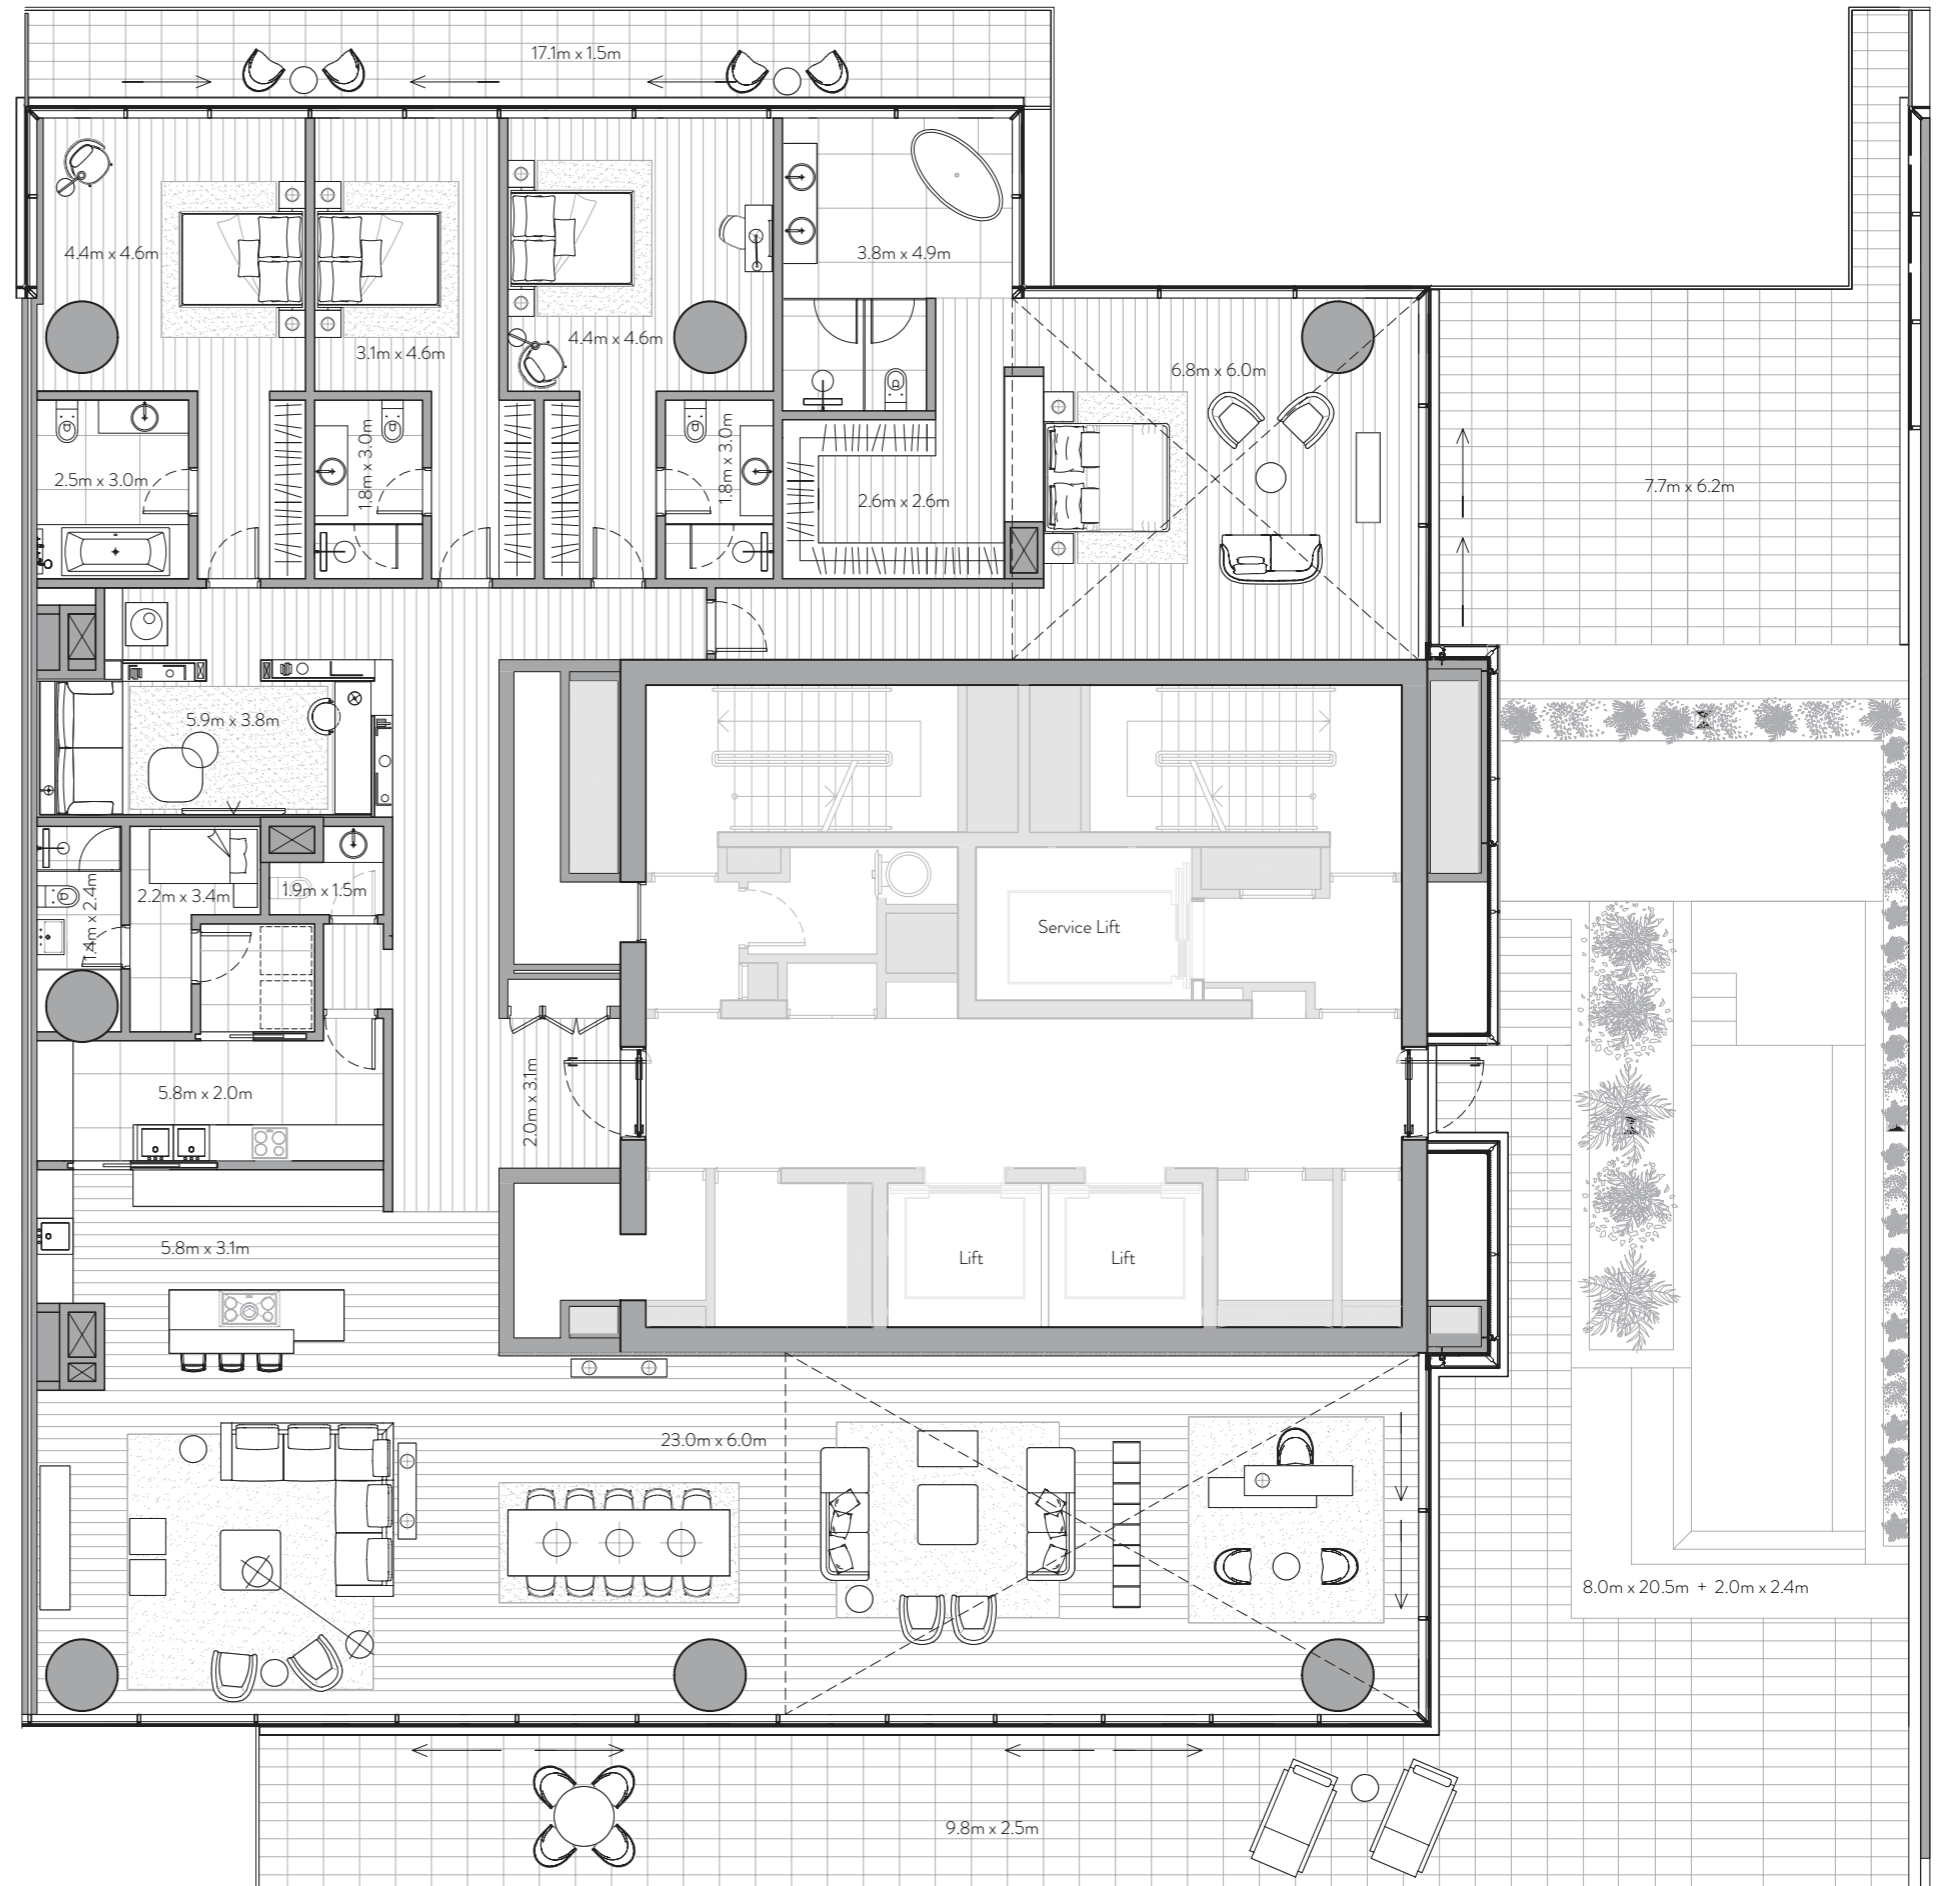 17.1m x 1.5m
4.4m x 4.6m
3.8m x 4.9m
3.1m x 4.6m
4.4m x 4.6m
6.8m x 6.0m
2.5m x 3.0m
1.8m x 3.0m
1.8m x 3.0m
2.6m x 2.6m
7.7m x 6.2m
5.9m x 3.8m
1.4m x 2.4m
2.2m x 3.4m
1.9m x 1.5m
Service Lift
5.8m x 2.0m
2.0m x 3.1m
5.8m x 3.1m
Lift
Lift
23.0m x 6.0m
8.0m x 20.5m + 2.0m x 2.4m
9.8m x 2.5m